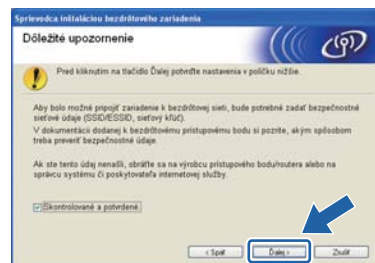 Sprievodca inštaláciou bezdrôtového zariadenia
Dôležité upozornenie
Pred kliknutím na tlačidlo Ďalej potvrďte nastavenia v políčku nižšie.
Aby bolo možné pripojiť zariadenie k bezdrôtovej sieti, bude potrebné zadať bezpečnostné
sieťové údaje (SSID/ESSID, sieťový kľúč).
V dokumentácii dodanej k bezdrôtovému prístupovému bodu si pozrite, akým spôsobom
treba preveriť bezpečnostné údaje.
Ak ste tento údaj nenašli, obráťte sa na výrobcu prístupového bodu/routera alebo na
správcu systému či poskytovateľa internetovej služby.
Skontrolované a potvrdené
< Späť
Ďalej >
Zrušiť